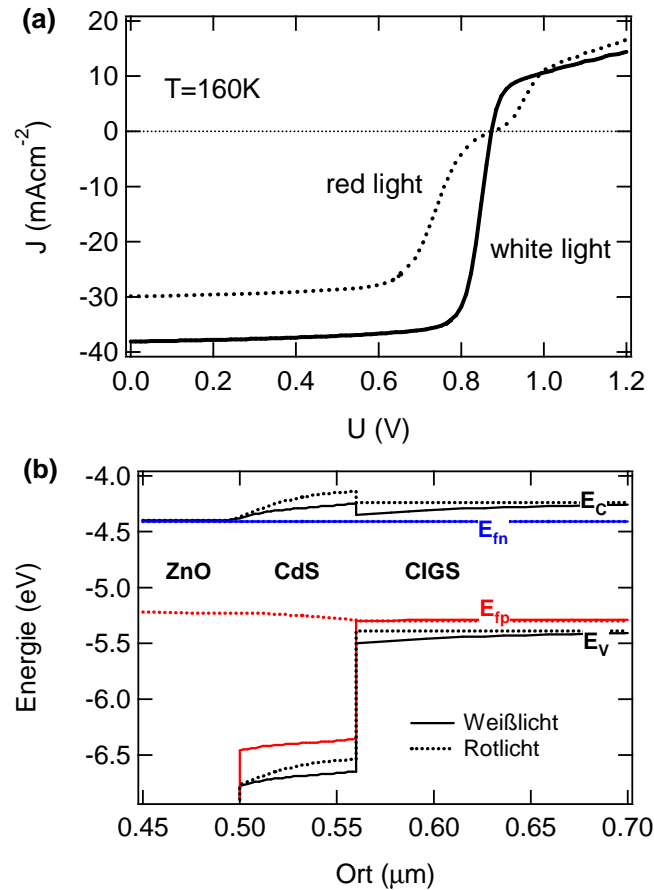 (a)
20
10
0
-10
-20
-30
-40
J (mAcm-2)
T=160K
red light
white light
0.0 0.2 0.4 0.6 0.8 1.0 1.2
U (V)
(b)
-4.0
-4.5
-5.0
-5.5
-6.0
-6.5
Energie (eV)
EC
Efn
ZnO CdS CIGS
Efp
EV
Weißlicht
Rotlicht
0.45 0.50 0.55 0.60 0.65 0.70
Ort (μm)